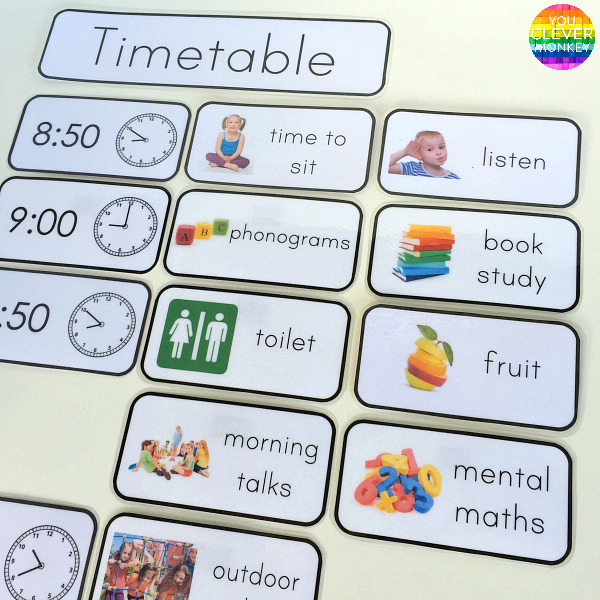 YOU
CLEVER
MONKEY
Timetable
8:50
time to
sit
listen
9:00
A B C
phonograms
book
study
:50
toilet
fruit
morning
talks
mental
maths
outdoor